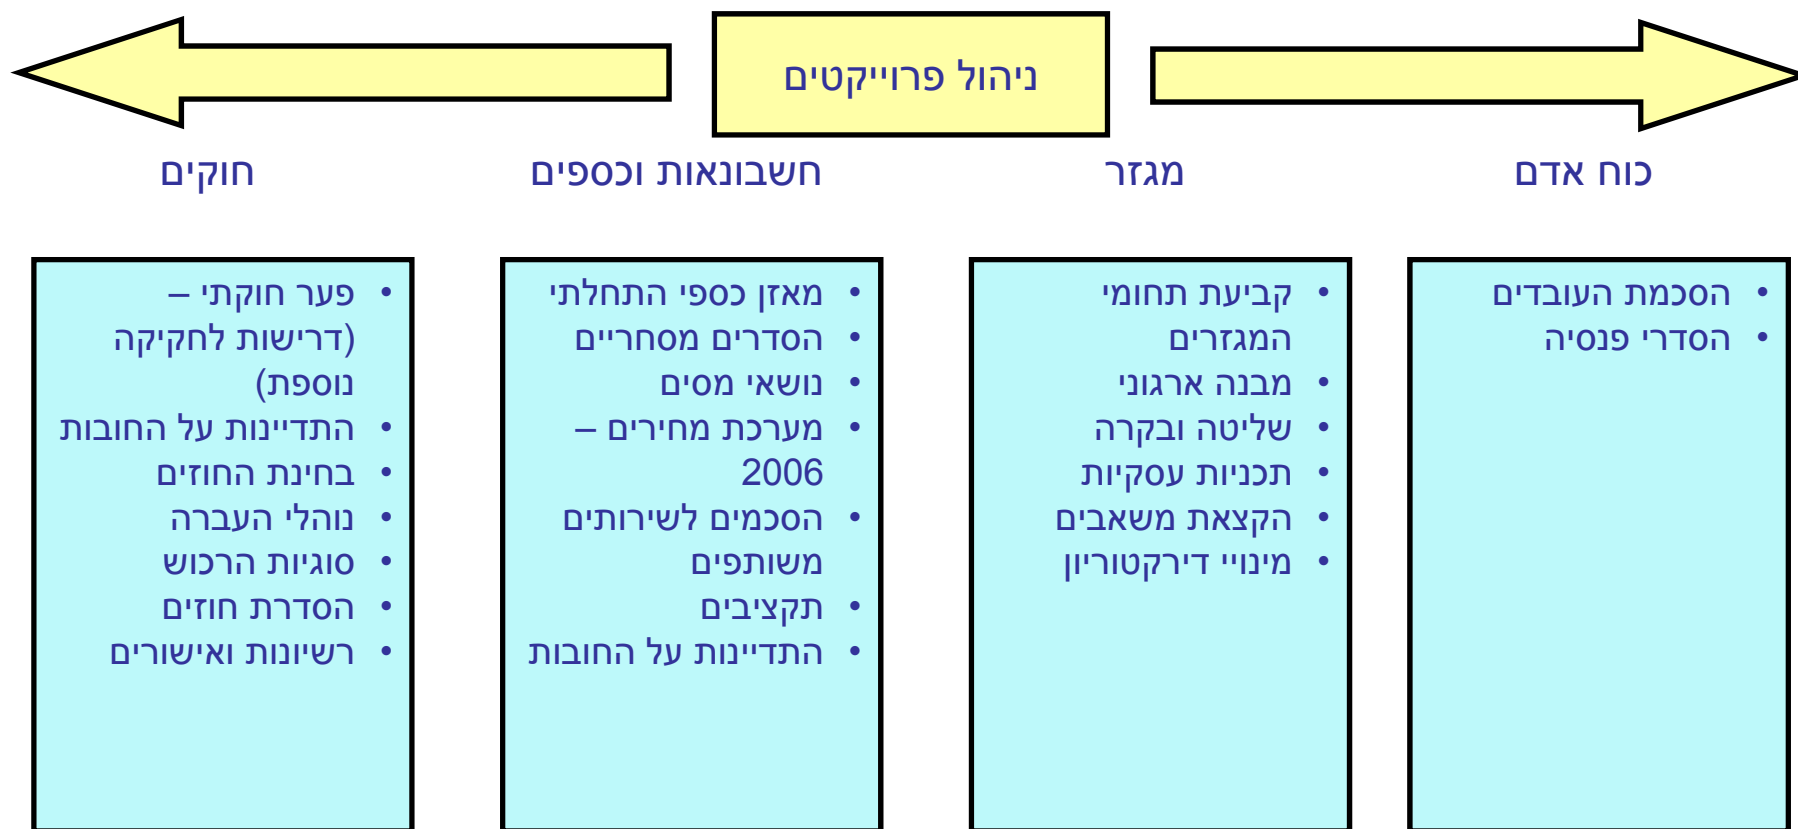 ניהול פרוייקטים
כוח אדם
מגזר
חשבונאות וכספים
חוקים
• הסכמת העובדים
• הסדרי פנסיה
• קביעת תחומי
המגזרים
• מבנה ארגוני
• שליטה ובקרה
• תכניות עסקיות
• הקצאת משאבים
• מינויי דירקטוריון
• מאזן כספי התחלתי
• הסדרים מסחריים
• נושאי מסים
• מערכת מחירים –
2006
• הסכמים לשירותים
משותפים
• תקציבים
• התדיינות על החובות
• פער חוקתי –
(דרישות לחקיקה
נוספת)
• התדיינות על החובות
• בחינת החוזים
• נוהלי העברה
• סוגיות הרכוש
• הסדרת חוזים
• רשיונות ואישורים